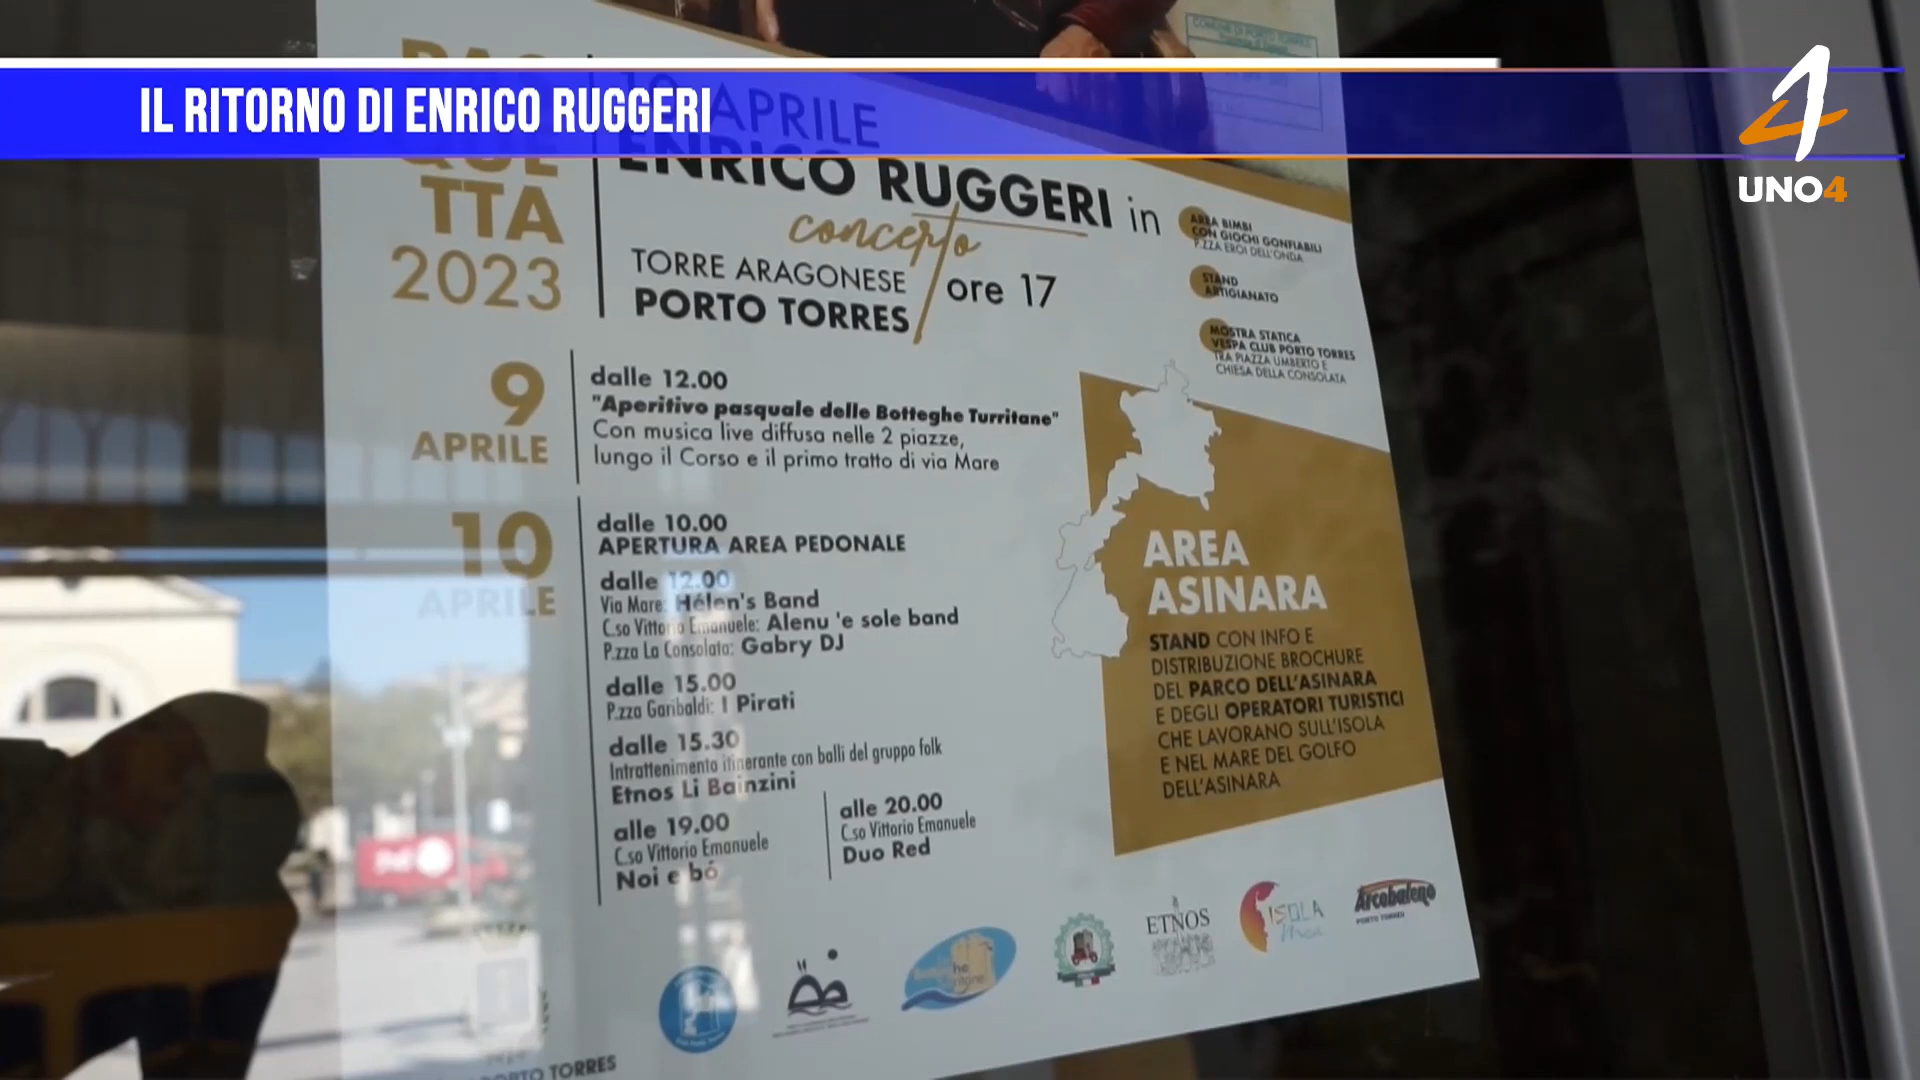 IL RITORNO DI ENRICO RUGGERI
UNO4
TTA
2023
APRILE
ENRICO RUGGERI in
concerto
TORRE ARAGONESE
PORTO TORRES
ore 17
AREA BIMBI
CON GIOCHI GONFIABILI
P.ZZA EROI DELL'ONDA
STAND
ARTIGIANATO
MOSTRA STATICA
VESPA CLUB PORTO TORRES
TRA PIAZZA UMBERTO E
CHIESA DELLA CONSOLATA
9
APRILE
dalle 12.00
"Aperitivo pasquale delle Botteghe Turritane"
Con musica live diffusa nelle 2 piazze,
lungo il Corso e il primo tratto di via Mare
10
APRILE
dalle 10.00
APERTURA AREA PEDONALE
dalle 12.00
Via Mare: Hélen's Band
C.so Vittorio Emanuele: Alenu 'e sole band
P.zza La Consolata: Gabry DJ
dalle 15.00
P.zza Garibaldi: I Pirati
dalle 15.30
Intrattenimento itinerante con balli del gruppo folk
Etnos Li Bainzini
alle 19.00
C.so Vittorio Emanuele
Noi e bó
alle 20.00
C.so Vittorio Emanuele
Duo Red
AREA
ASINARA
STAND CON INFO E
DISTRIBUZIONE BROCHURE
DEL PARCO DELL'ASINARA
E DEGLI OPERATORI TURISTICI
CHE LAVORANO SULL'ISOLA
E NEL MARE DEL GOLFO
DELL'ASINARA
ETNOS
ISOLA
Arcobaleno
PORTO TORRES
PORTO TORRES